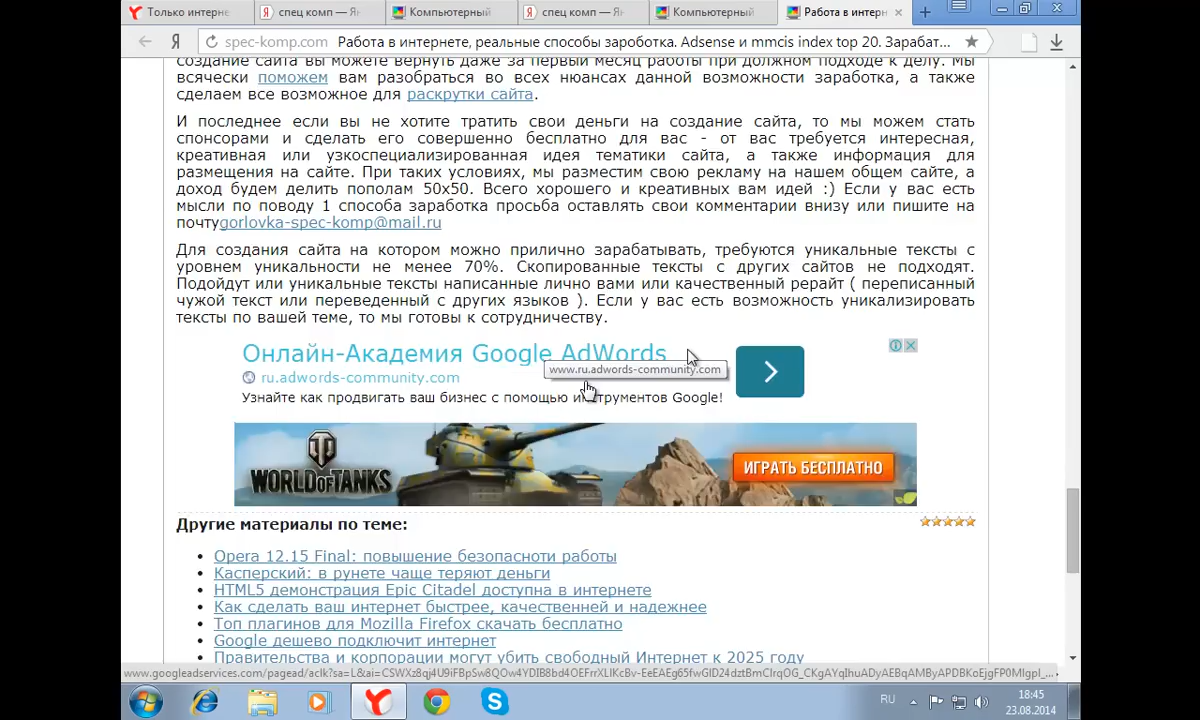 Только интерне
спец комп — Ян
Компьютерный
спец комп — Ян
Компьютерный
Работа в интерн
spec-komp.com Работа в интернете, реальные способы зароботка. Adsense и mmcis index top 20. Заработ...
создание сайта вы можете вернуть даже за первый месяц работы при должном подходе к делу. Мы
всячески поможем вам разобраться во всех нюансах данной возможности заработка, а также
сделаем все возможное для раскрутки сайта.
И последнее если вы не хотите тратить свои деньги на создание сайта, то мы можем стать
спонсорами и сделать его совершенно бесплатно для вас - от вас требуется интересная,
креативная или узкоспециализированная идея тематики сайта, а также информация для
размещения на сайте. При таких условиях, мы разместим свою рекламу на нашем общем сайте, а
доход будем делить пополам 50х50. Всего хорошего и креативных вам идей :) Если у вас есть
мысли по поводу 1 способа заработка просьба оставлять свои комментарии внизу или пишите на
почтуgorlovka-spec-komp@mail.ru
Для создания сайта на котором можно прилично зарабатывать, требуются уникальные тексты с
уровнем уникальности не менее 70%. Скопированные тексты с других сайтов не подходят.
Подойдут или уникальные тексты написанные лично вами или качественный рерайт ( переписанный
чужой текст или переведенный с других языков ). Если у вас есть возможность уникализировать
тексты по вашей теме, то мы готовы к сотрудничеству.
Онлайн-Академия Google AdWords
www.ru.adwords-community.com
ru.adwords-community.com
Узнайте как продвигать ваш бизнес с помощью инструментов Google!
WORLD OF TANKS
ИГРАТЬ БЕСПЛАТНО
Другие материалы по теме:
Opera 12.15 Final: повышение безопасноти работы
Касперский: в рунете чаще теряют деньги
HTML5 демонстрация Epic Citadel доступна в интернете
Как сделать ваш интернет быстрее, качественней и надежнее
Топ плагинов для Mozilla Firefox скачать бесплатно
Google дешево подключит интернет
Правительства и корпорации могут убить свободный Интернет к 2025 году
RU
18:45
23.08.2014